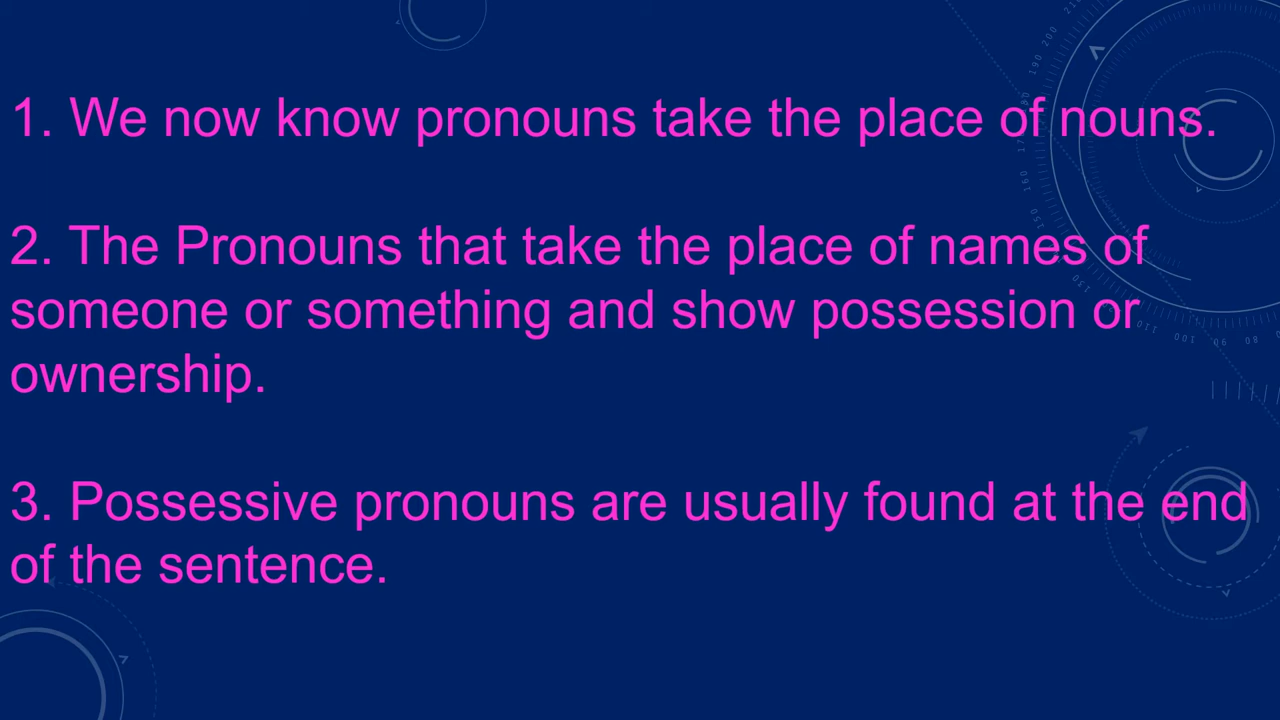 1. We now know pronouns take the place of nouns.
2. The Pronouns that take the place of names of
someone or something and show possession or
ownership.
3. Possessive pronouns are usually found at the end
of the sentence.